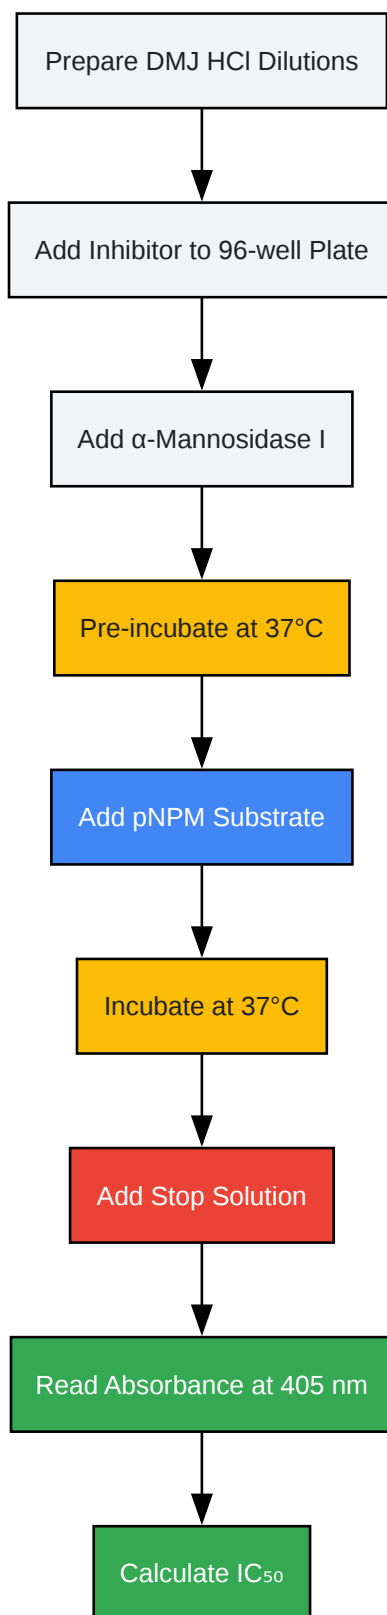 Prepare DMJ HCl Dilutions
Add Inhibitor to 96-well Plate
Add α-Mannosidase I
Pre-incubate at 37°C
Add pNPM Substrate
Incubate at 37°C
Add Stop Solution
Read Absorbance at 405 nm
Calculate IC₅₀